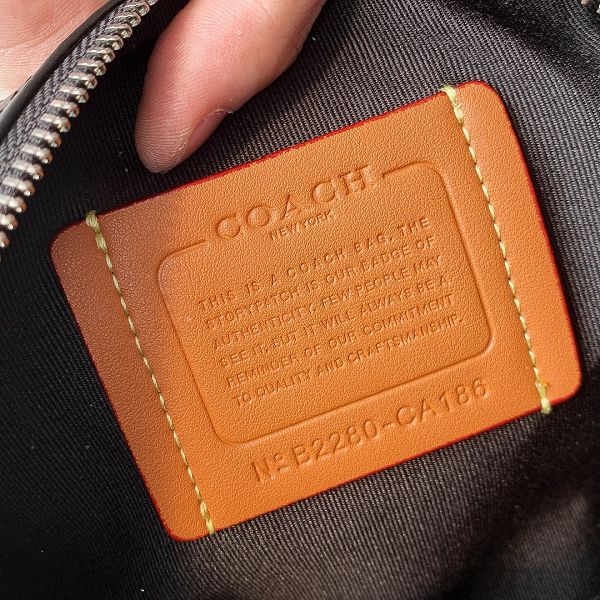 COACH
NEW YORK
THIS IS A COACH BAG. THE
STORYPATCH IS OUR BADGE OF
AUTHENTICITY. FEW PEOPLE MAY
SEE IT, BUT IT WILL ALWAYS BE A
REMINDER OF OUR COMMITMENT
TO QUALITY AND CRAFTSMANSHIP.
Nº B2280-CA186